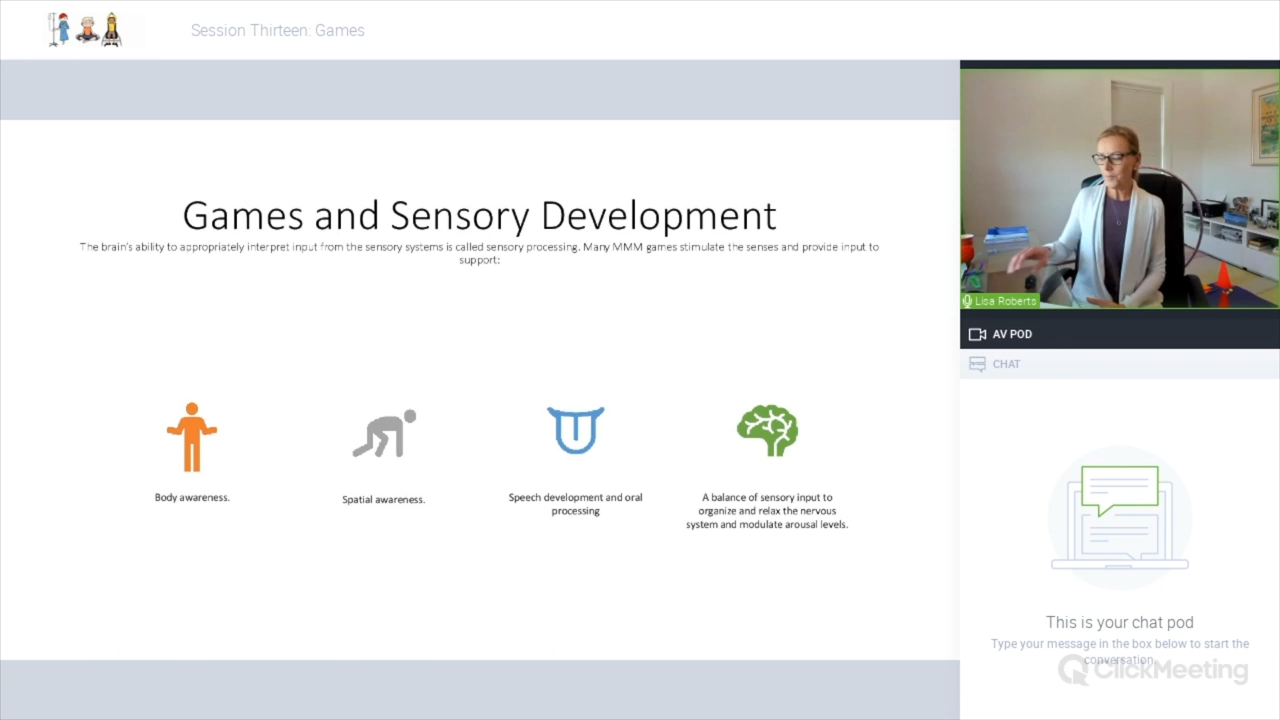 Session Thirteen: Games
Games and Sensory Development
The brain's ability to appropriately interpret input from the sensory systems is called sensory processing. Many MMM games stimulate the senses and provide input to
support:
Body awareness.
Spatial awareness.
Speech development and oral
processing
A balance of sensory input to
organize and relax the nervous
system and modulate arousal levels.
Lisa Roberts
AV POD
CHAT
This is your chat pod
Type your message in the box below to start the
conversation.
ClickMeeting